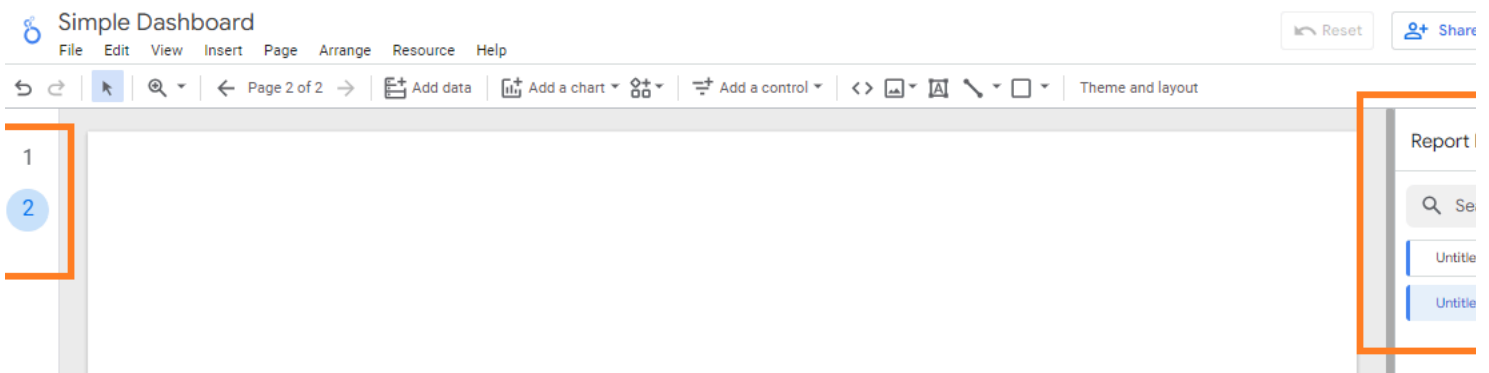 Simple Dashboard
File Edit View Insert Page Arrange Resource Help
Reset
Share
Page 2 of 2
Add data
Add a chart
Add a control
Theme and layout
1
2
Report
Se
Untitle
Untitle